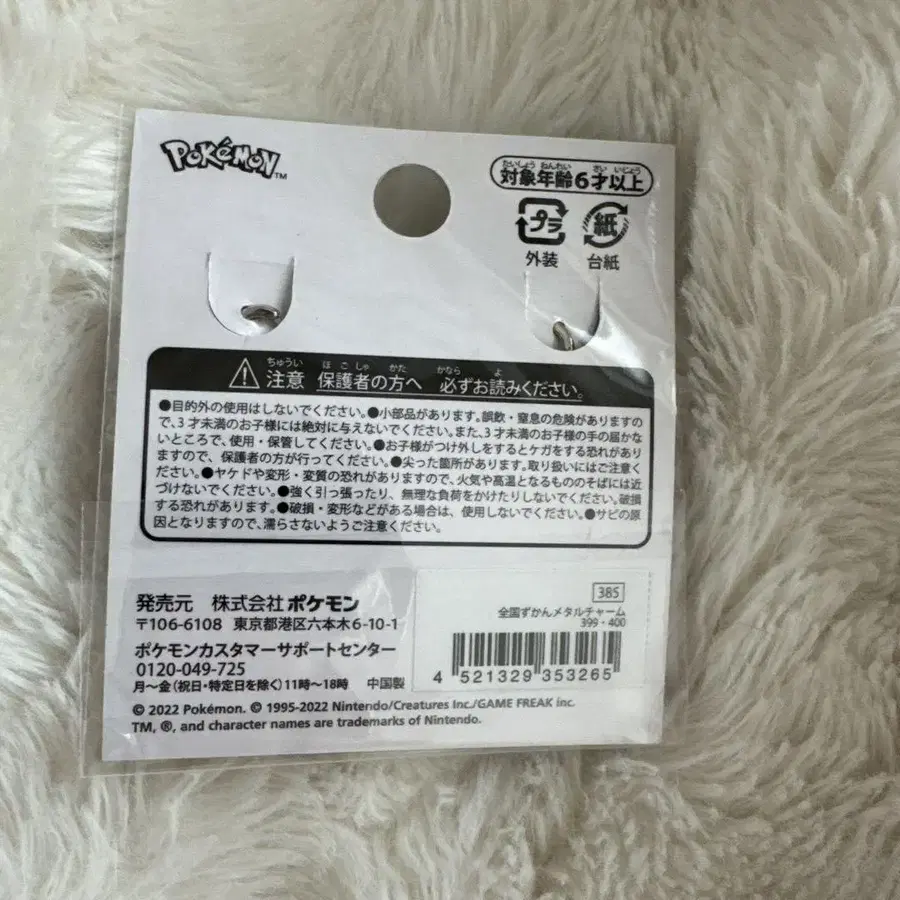 POKéMON™
たいしょう ねんれい さい いじょう
対象年齢6才以上
プラ 紙
外装 台紙
ちゅうい ほごしゃ かた かなら よ
注意 保護者の方へ 必ずお読みください。
●目的外の使用はしないでください。●小部品があります。誤飲・窒息の危険がありますの
で、3才未満のお子様には絶対に与えないでください。また、3才未満のお子様の手の届かな
いところで、使用・保管してください。●お子様がつけ外しをするとケガをする恐れがあり
ますので、保護者の方が行ってください。●尖った箇所があります。取り扱いにはご注意く
ださい。●ヤケドや変形・変質の恐れがありますので、火気や高温となるもののそばには近
づけないでください。●強く引っ張ったり、無理な負荷をかけたりしないでください。破損
する恐れがあります。●破損・変形などがある場合は、使用しないでください。●サビの原
因となりますので、濡らさないようご注意ください。
発売元 株式会社ポケモン
〒106-6108 東京都港区六本木6-10-1
ポケモンカスタマーサポートセンター
0120-049-725
月～金(祝日・特定日を除く)11時～18時 中国製
385
全国ずかんメタルチャーム
399・400
4 521329 353265
© 2022 Pokémon. © 1995-2022 Nintendo/Creatures Inc./GAME FREAK inc.
TM, ®, and character names are trademarks of Nintendo.